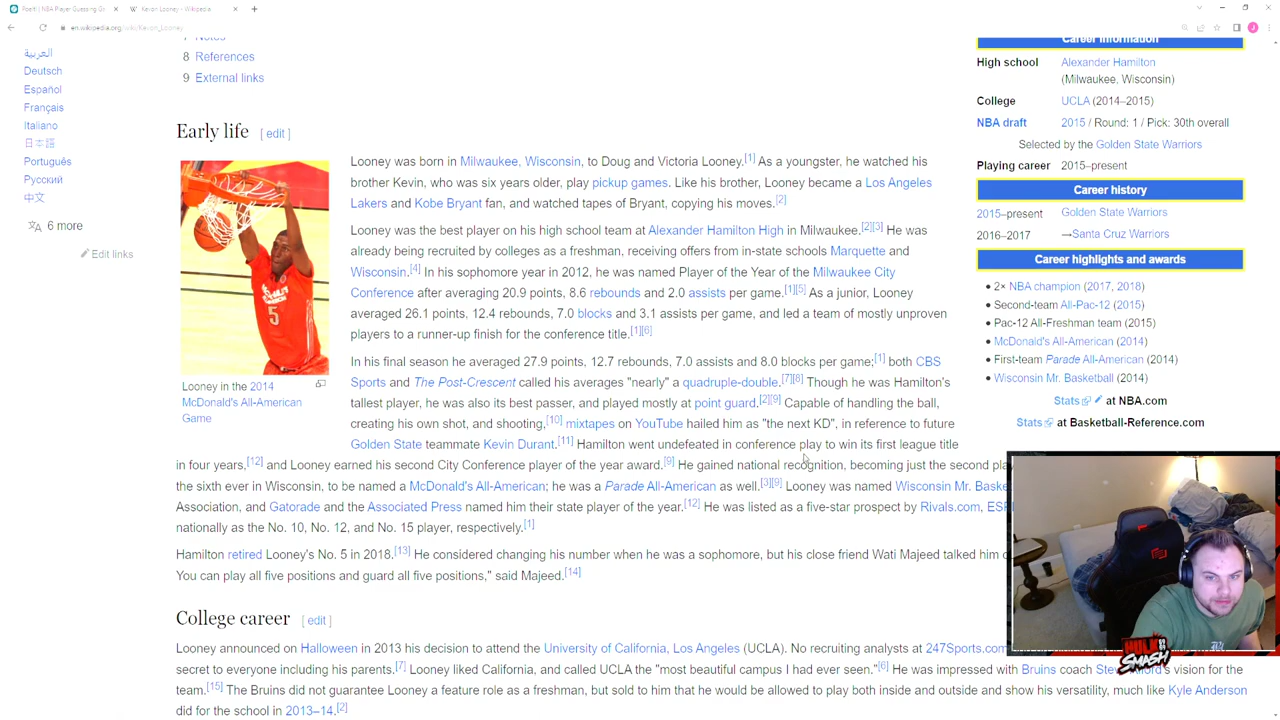 Poeltl | NBA Player Guessing G
Kevon Looney - Wikipedia
en.wikipedia.org/wiki/Kevon_Looney
العربية
Deutsch
Español
Français
Italiano
日本語
Português
Русский
中文
6 more
Edit links
7 Notes
8 References
9 External links
Early life [ edit ]
Looney in the 2014
McDonald's All-American
Game
Looney was born in Milwaukee, Wisconsin, to Doug and Victoria Looney.[1] As a youngster, he watched his
brother Kevin, who was six years older, play pickup games. Like his brother, Looney became a Los Angeles
Lakers and Kobe Bryant fan, and watched tapes of Bryant, copying his moves.[2]
Looney was the best player on his high school team at Alexander Hamilton High in Milwaukee.[2][3] He was
already being recruited by colleges as a freshman, receiving offers from in-state schools Marquette and
Wisconsin.[4] In his sophomore year in 2012, he was named Player of the Year of the Milwaukee City
Conference after averaging 20.9 points, 8.6 rebounds and 2.0 assists per game.[1][5] As a junior, Looney
averaged 26.1 points, 12.4 rebounds, 7.0 blocks and 3.1 assists per game, and led a team of mostly unproven
players to a runner-up finish for the conference title.[1][6]
In his final season he averaged 27.9 points, 12.7 rebounds, 7.0 assists and 8.0 blocks per game;[1] both CBS
Sports and The Post-Crescent called his averages "nearly" a quadruple-double.[7][8] Though he was Hamilton's
tallest player, he was also its best passer, and played mostly at point guard.[2][9] Capable of handling the ball,
creating his own shot, and shooting,[10] mixtapes on YouTube hailed him as "the next KD", in reference to future
Golden State teammate Kevin Durant.[11] Hamilton went undefeated in conference play to win its first league title
in four years.[12] and Looney earned his second City Conference player of the year award.[9] He gained national recognition, becoming just the second pla
the sixth ever in Wisconsin, to be named a McDonald's All-American; he was a Parade All-American as well.[3][9] Looney was named Wisconsin Mr. Baske
Association, and Gatorade and the Associated Press named him their state player of the year.[12] He was listed as a five-star prospect by Rivals.com, ESP
nationally as the No. 10, No. 12, and No. 15 player, respectively.[1]
Hamilton retired Looney's No. 5 in 2018.[13] He considered changing his number when he was a sophomore, but his close friend Wati Majeed talked him o
You can play all five positions and guard all five positions," said Majeed.[14]
College career [ edit ]
Looney announced on Halloween in 2013 his decision to attend the University of California, Los Angeles (UCLA). No recruiting analysts at 247Sports.com
secret to everyone including his parents.[7] He visited California and called UCLA the "most beautiful campus I had ever seen."[6] He was impressed with Bruins coach Steve Alford's vision for the
team.[15] The Bruins did not guarantee Looney a feature role as a freshman, but sold to him that he would be allowed to play both inside and outside and show his versatility, much like Kyle Anderson
did for the school in 2013–14.[2]
Career information
High school Alexander Hamilton
(Milwaukee, Wisconsin)
College UCLA (2014–2015)
NBA draft 2015 / Round: 1 / Pick: 30th overall
Selected by the Golden State Warriors
Playing career 2015–present
Career history
2015–present Golden State Warriors
2016–2017 →Santa Cruz Warriors
Career highlights and awards
• 2× NBA champion (2017, 2018)
• Second-team All-Pac-12 (2015)
• Pac-12 All-Freshman team (2015)
• McDonald's All-American (2014)
• First-team Parade All-American (2014)
• Wisconsin Mr. Basketball (2014)
Stats at NBA.com
Stats at Basketball-Reference.com
HULK
SMASH
5